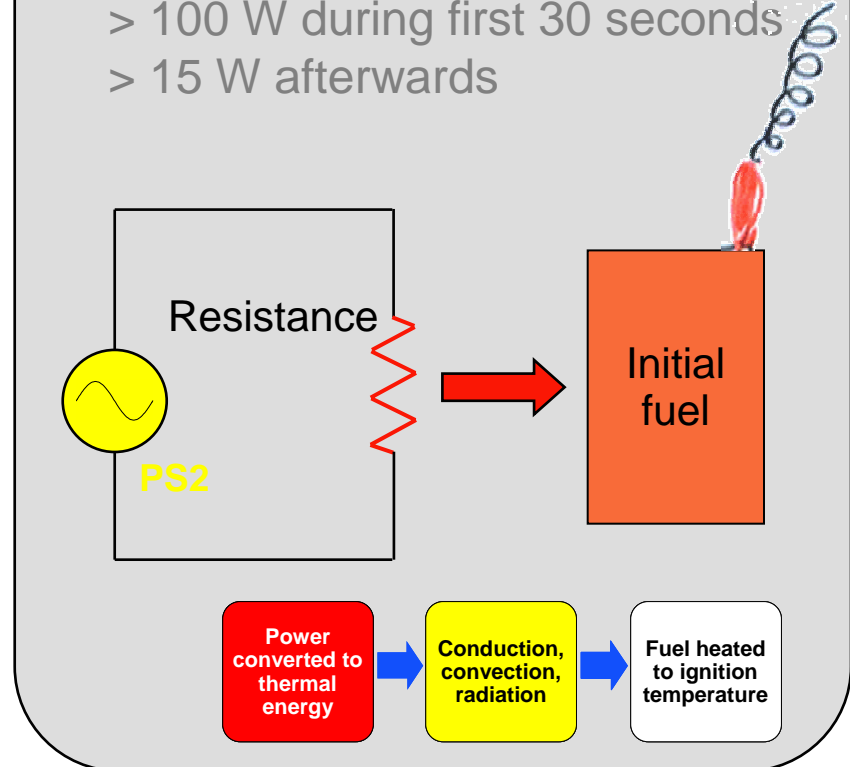 > 100 W during first 30 seconds
> 15 W afterwards
Resistance
Initial
fuel
PS2
Power
converted to
thermal
energy
Conduction,
convection,
radiation
Fuel heated
to ignition
temperature